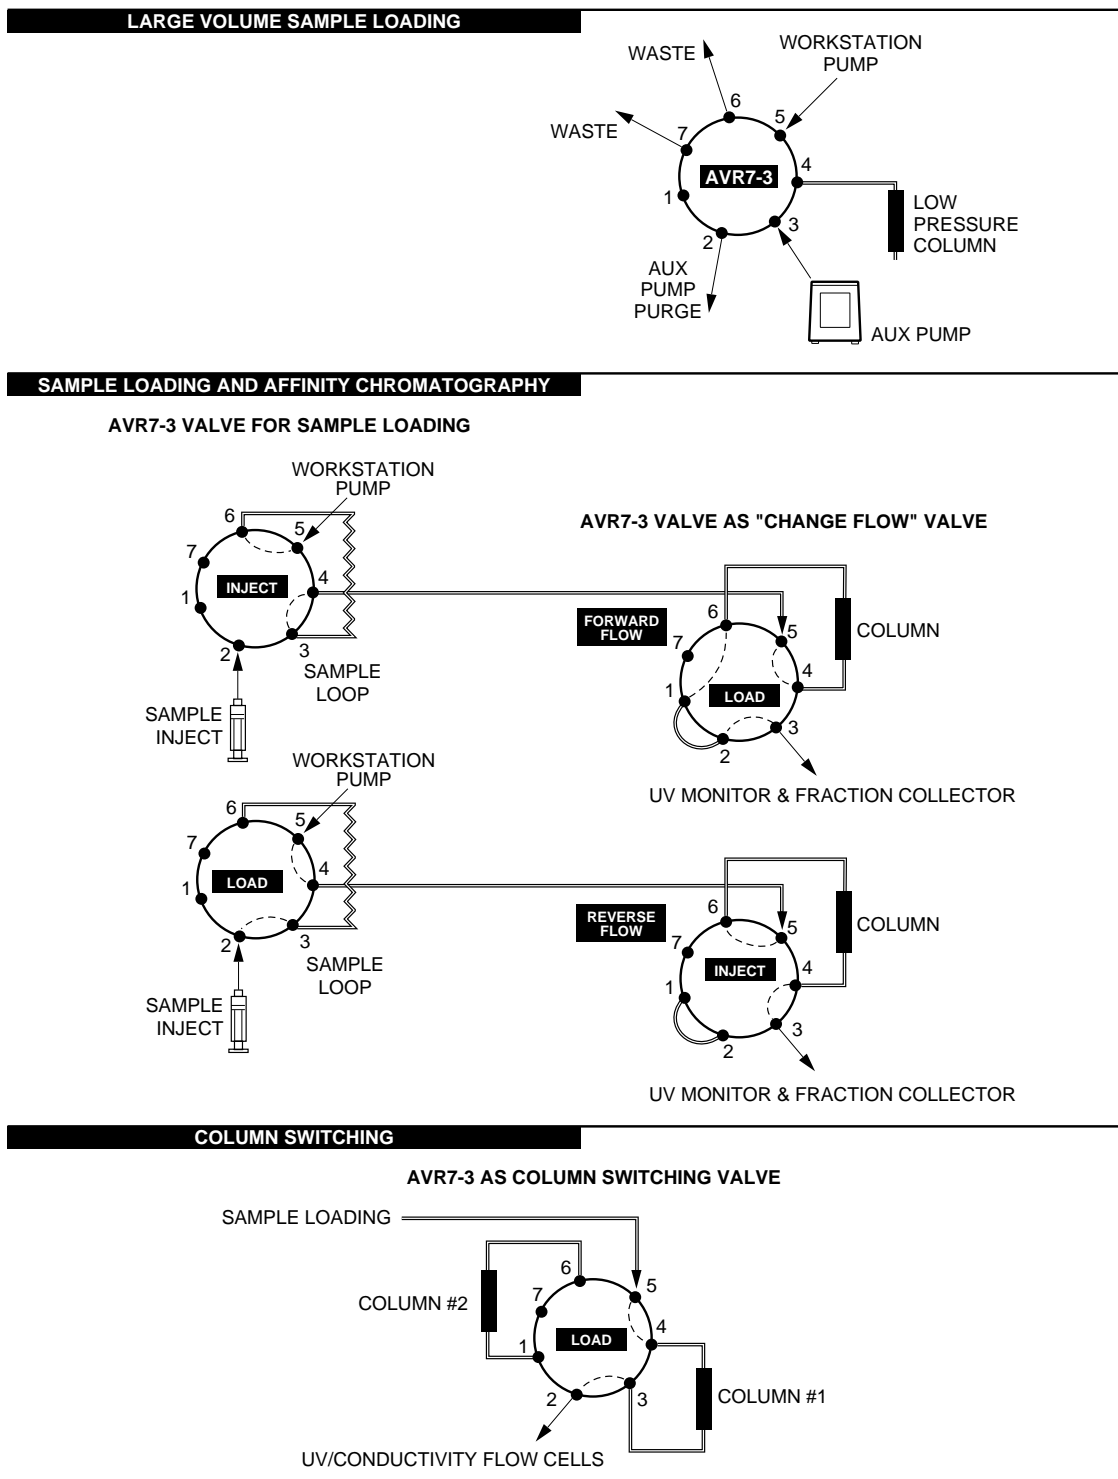 LARGE VOLUME SAMPLE LOADING
WASTE
WORKSTATION
PUMP
6
5
WASTE
7
4
AVR7-3
1
LOW
PRESSURE
COLUMN
3
2
AUX
PUMP
PURGE
AUX PUMP
SAMPLE LOADING AND AFFINITY CHROMATOGRAPHY
AVR7-3 VALVE FOR SAMPLE LOADING
WORKSTATION
PUMP
6
5
7
4
INJECT
1
2
3
SAMPLE
LOOP
SAMPLE
INJECT
AVR7-3 VALVE AS "CHANGE FLOW" VALVE
FORWARD
FLOW
6
5
COLUMN
7
4
1
LOAD
3
2
UV MONITOR & FRACTION COLLECTOR
WORKSTATION
PUMP
6
5
7
4
LOAD
1
2
3
SAMPLE
LOOP
SAMPLE
INJECT
REVERSE
FLOW
6
5
COLUMN
7
4
INJECT
1
3
2
UV MONITOR & FRACTION COLLECTOR
COLUMN SWITCHING
AVR7-3 AS COLUMN SWITCHING VALVE
SAMPLE LOADING
6
5
7
COLUMN #2
4
1
LOAD
2
3
COLUMN #1
UV/CONDUCTIVITY FLOW CELLS